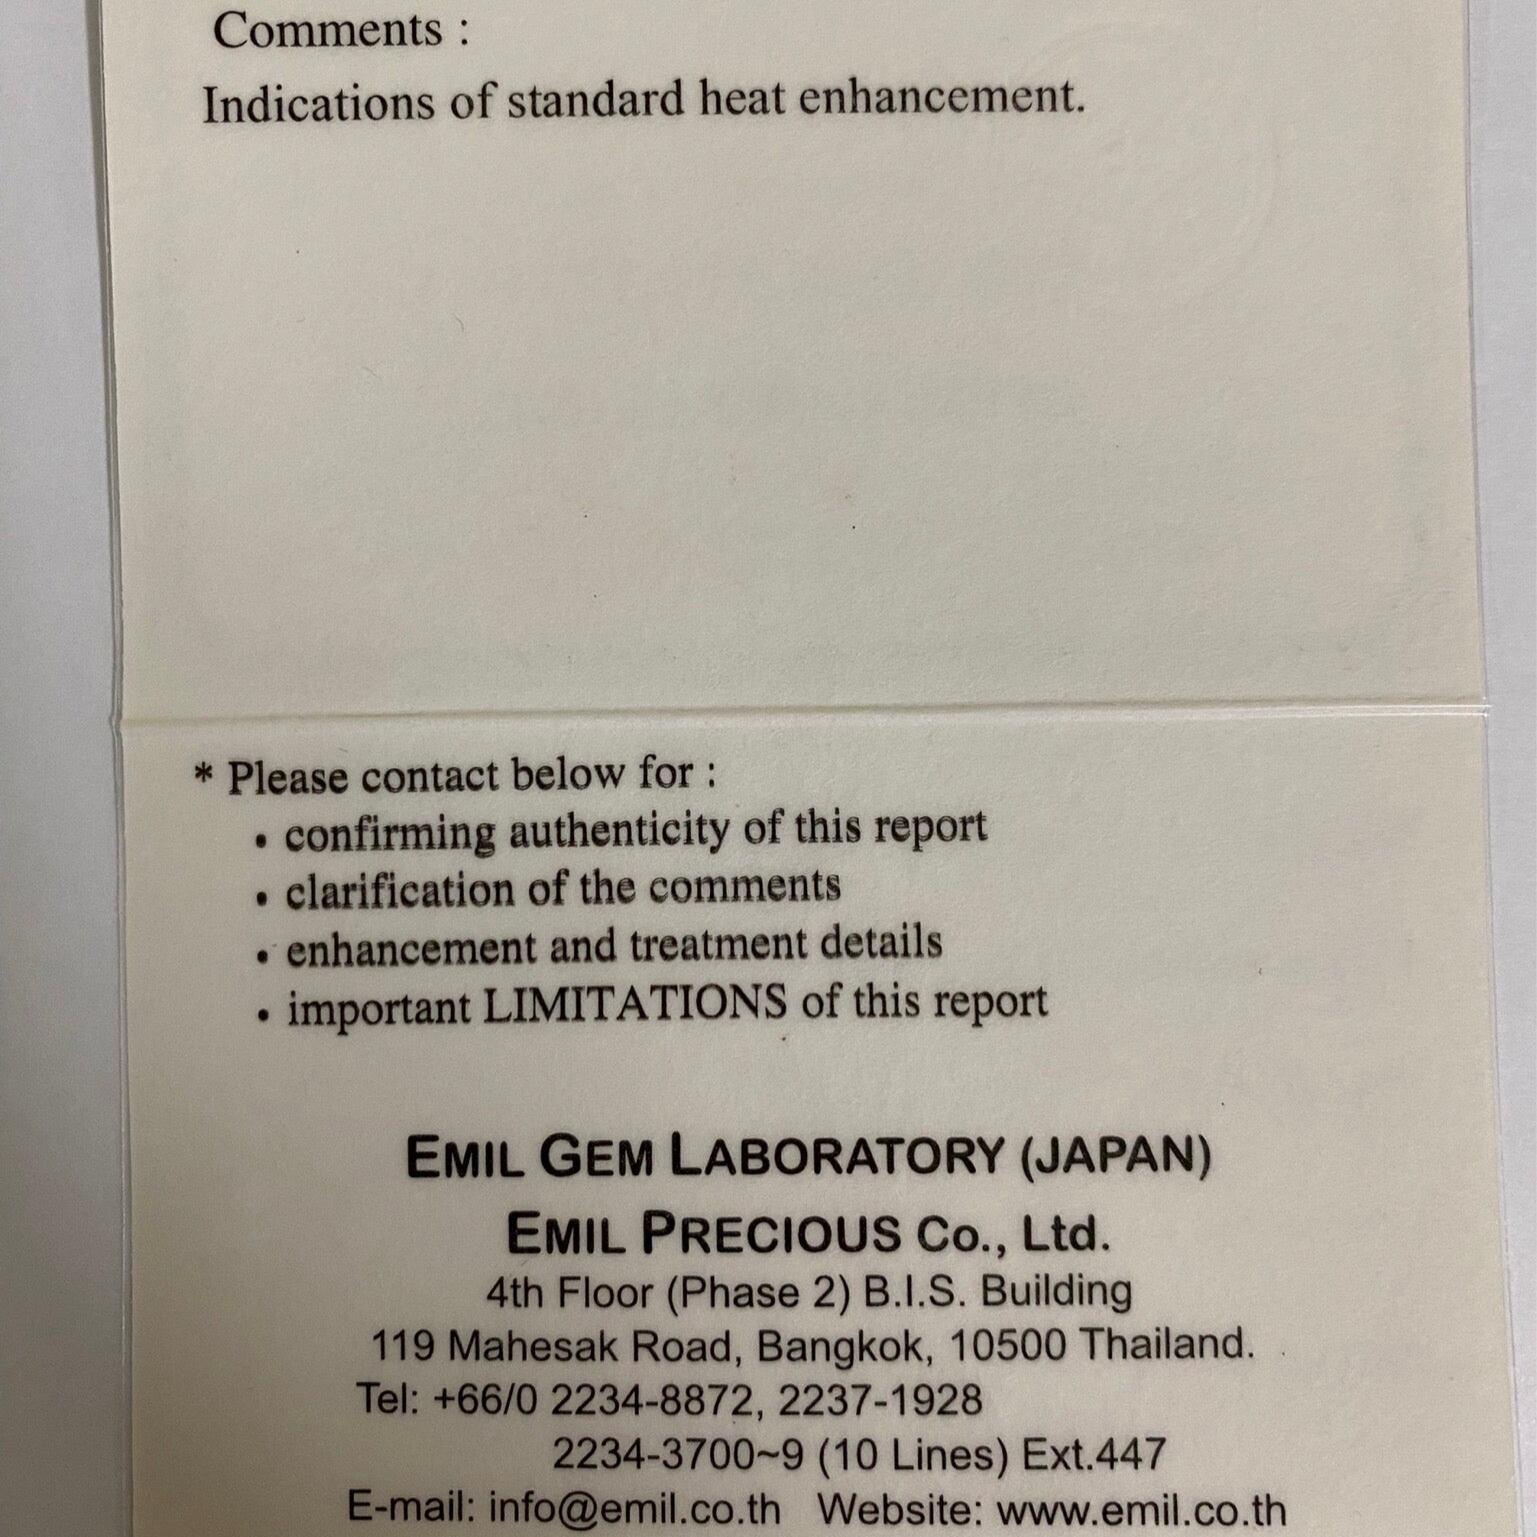 Comments :
Indications of standard heat enhancement.
* Please contact below for :
• confirming authenticity of this report
• clarification of the comments
• enhancement and treatment details
• important LIMITATIONS of this report
EMIL GEM LABORATORY (JAPAN)
EMIL PRECIOUS Co., Ltd.
4th Floor (Phase 2) B.I.S. Building
119 Mahesak Road, Bangkok, 10500 Thailand.
Tel: +66/0 2234-8872, 2237-1928
2234-3700~9 (10 Lines) Ext.447
E-mail: info@emil.co.th Website: www.emil.co.th